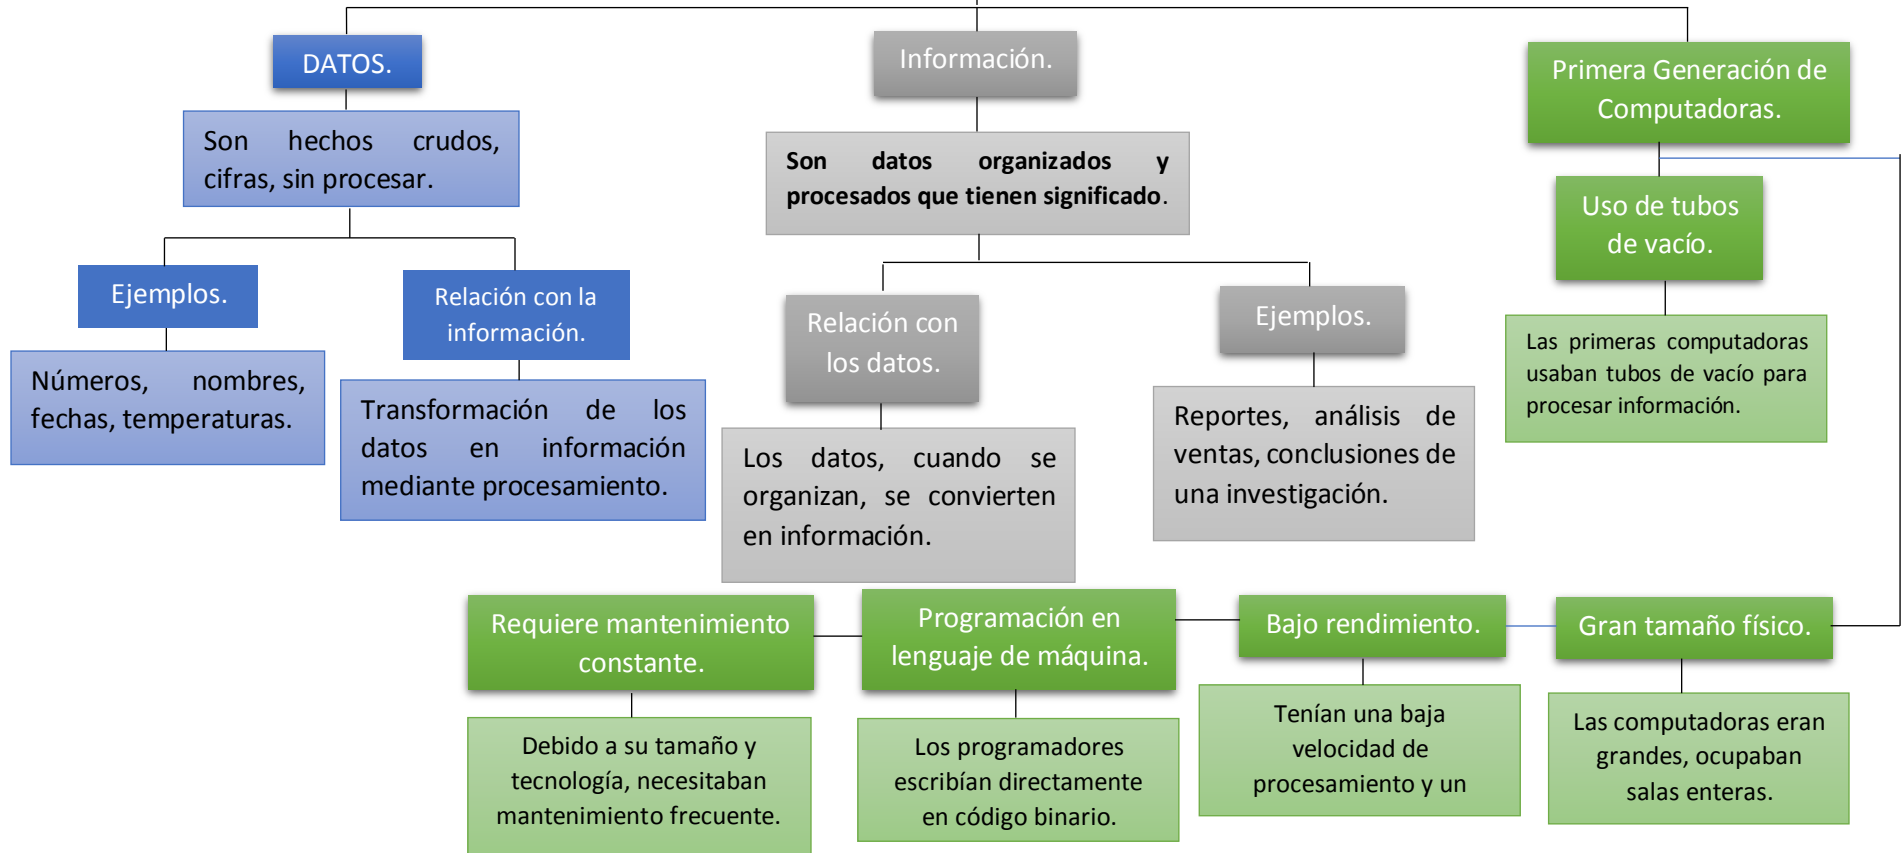 DATOS.
Son hechos crudos,
cifras, sin procesar.
Ejemplos.
Números, nombres,
fechas, temperaturas.
Relación con la
información.
Transformación de los
datos en información
mediante procesamiento.
Información.
Son datos organizados y
procesados que tienen significado.
Relación con
los datos.
Los datos, cuando se
organizan, se convierten
en información.
Ejemplos.
Reportes, análisis de
ventas, conclusiones de
una investigación.
Primera Generación de
Computadoras.
Uso de tubos
de vacío.
Las primeras computadoras
usaban tubos de vacío para
procesar información.
Requiere mantenimiento
constante.
Debido a su tamaño y
tecnología, necesitaban
mantenimiento frecuente.
Programación en
lenguaje de máquina.
Los programadores
escribían directamente
en código binario.
Bajo rendimiento.
Tenían una baja
velocidad de
procesamiento y un
Gran tamaño físico.
Las computadoras eran
grandes, ocupaban
salas enteras.